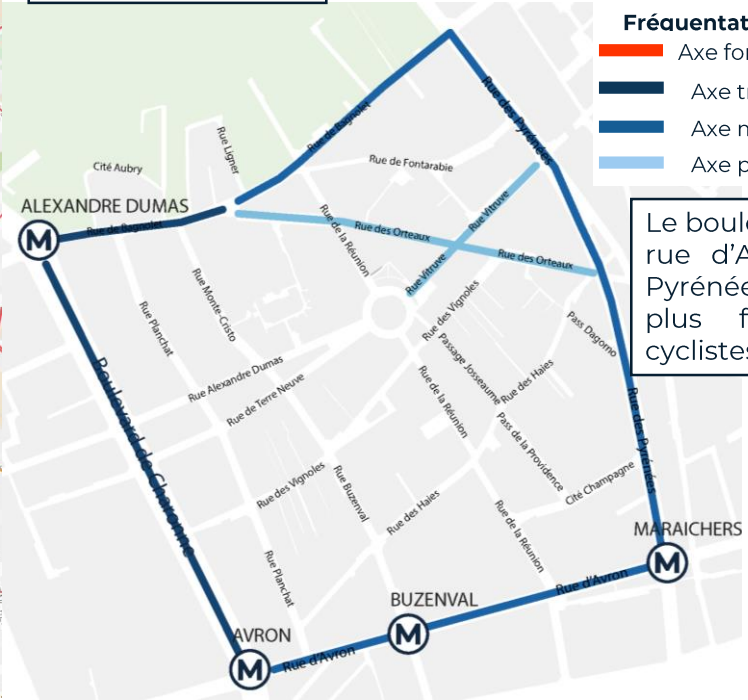 Fréquentat
Axe for
Axe tr
Axe m
Axe p
Rue des Pyrénées
Rue de Bagnolet
Rue Ligner
Cité Aubry
Rue de Fontarabie
ALEXANDRE DUMAS
M
Rue de Bagnolet
Rue Vitruve
Rue de la Réunion
Rue des Orteaux
Rue des Orteaux
Rue Vitruve
Le boule
rue d'A
Pyrénée
plus f
cyclistes
Rue Monte-Cristo
Rue Planchat
Rue des Vignoles
Pass Dagorno
Passage Josseaume
Rue Alexandre Dumas
Rue de Terre Neuve
Rue de la Réunion
Rue des Haies
Boulevard de Charonne
Rue des Pyrénées
Pass de la Providence
Rue des Vignoles
Rue Buzenval
Rue des Haies
Cité Champagne
Rue de la Réunion
MARAICHERS
M
Rue Planchat
Rue d'Avron
BUZENVAL
M
AVRON
M
Rue d'Avron